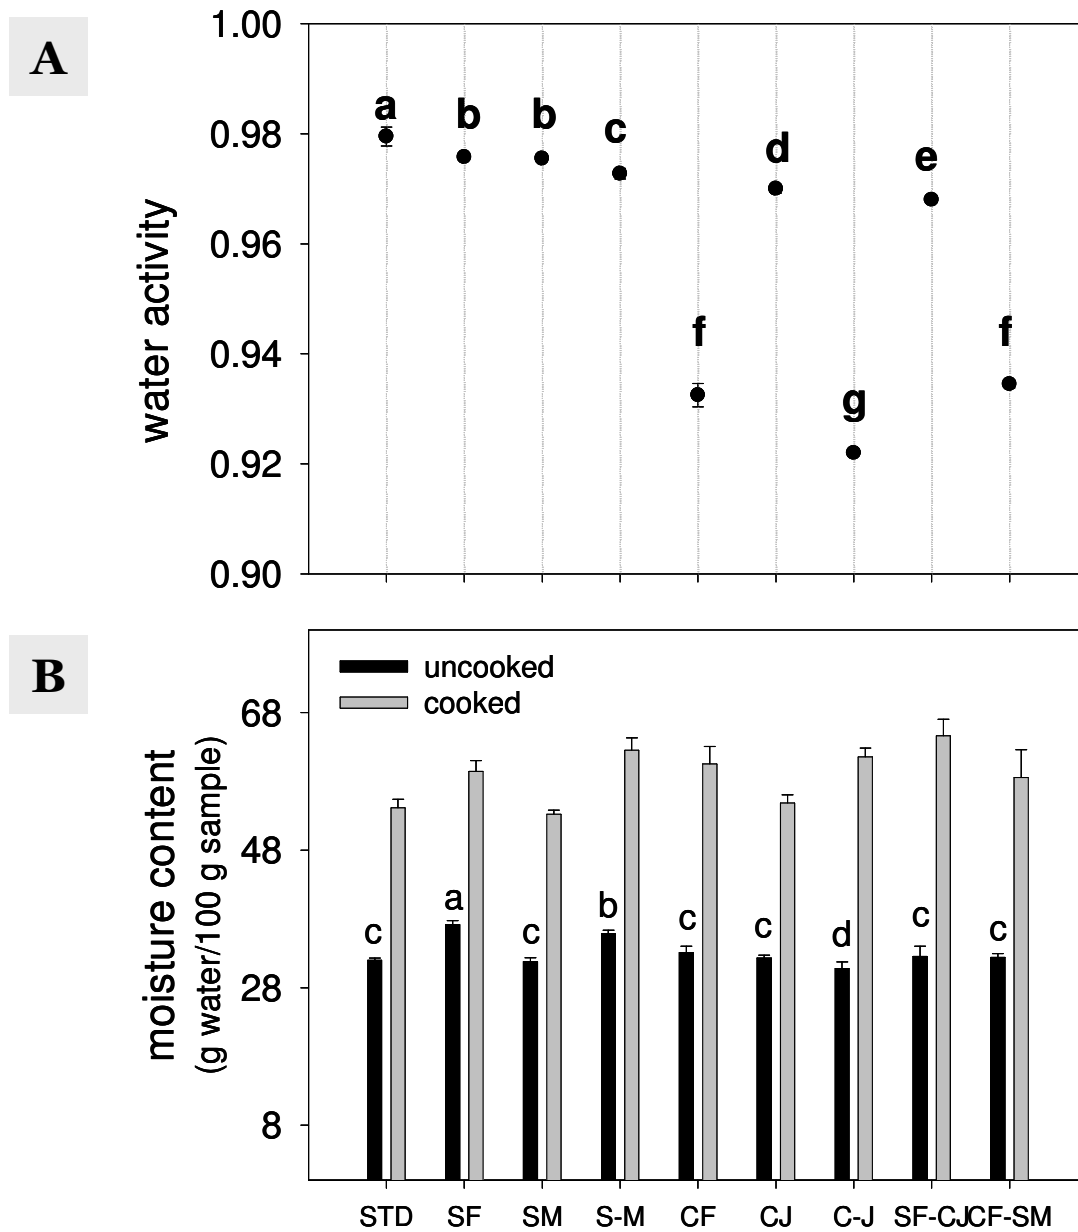 A
1.00
0.98
0.96
0.94
0.92
0.90
water activity
a
b
b
c
f
d
g
e
f
B
uncooked
cooked
68
48
28
8
moisture content
(g water/100 g sample)
c
a
c
b
c
c
d
c
c
STD SF SM S-M CF CJ C-J SF-CJ CF-SM